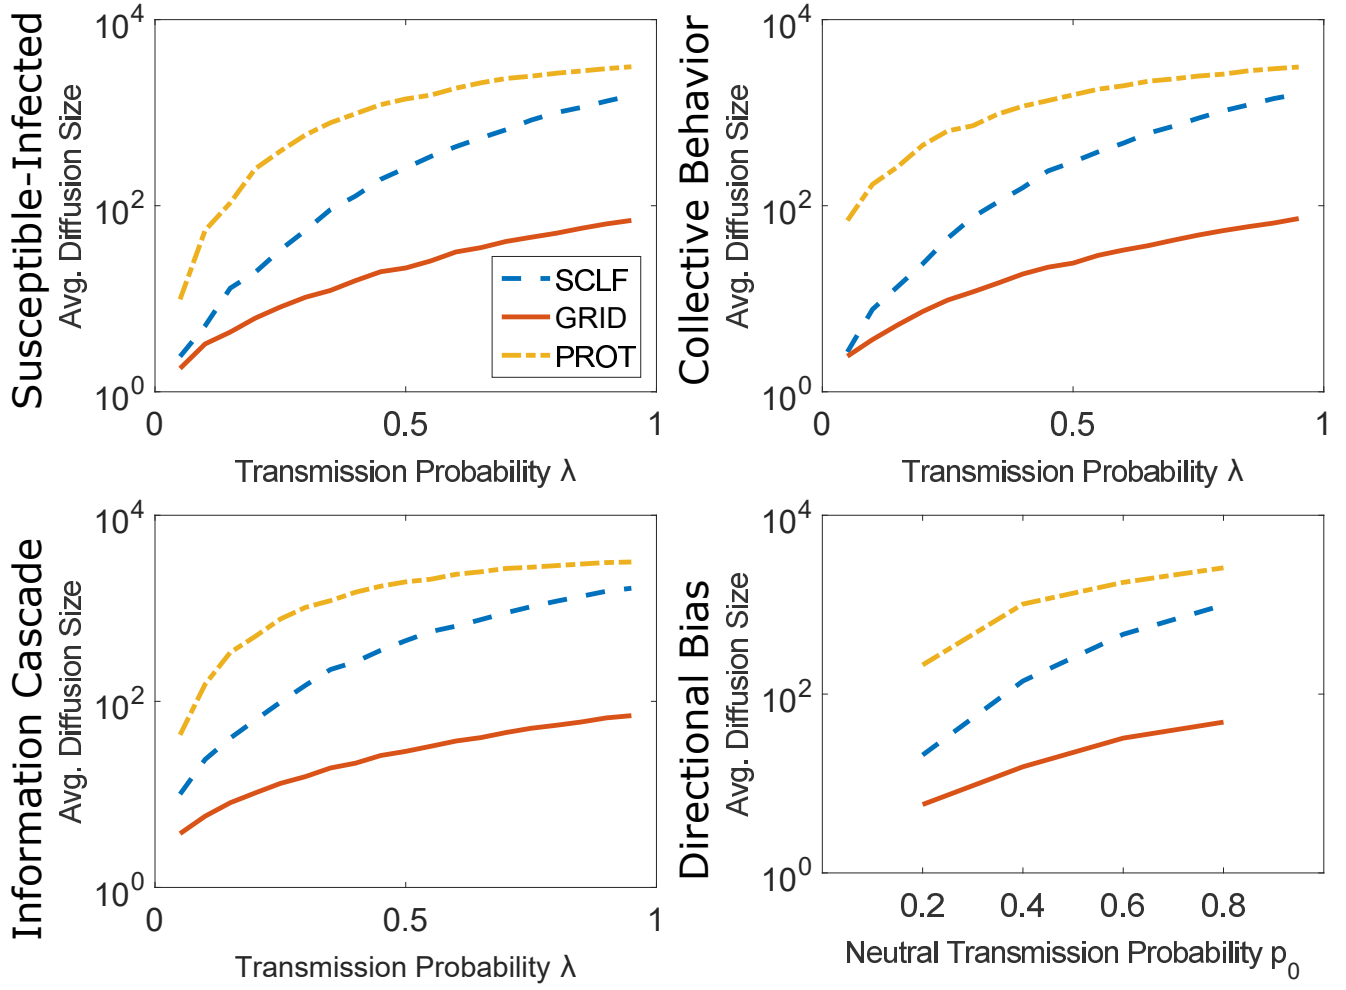 Susceptible-Infected
Avg. Diffusion Size
10^4
10^2
10^0
0
0.5
1
Transmission Probability λ
SCLF
GRID
PROT
Collective Behavior
Avg. Diffusion Size
10^4
10^2
10^0
0
0.5
1
Transmission Probability λ
Information Cascade
Avg. Diffusion Size
10^4
10^2
10^0
0
0.5
1
Transmission Probability λ
Directional Bias
Avg. Diffusion Size
10^4
10^2
10^0
0.2
0.4
0.6
0.8
Neutral Transmission Probability p_0